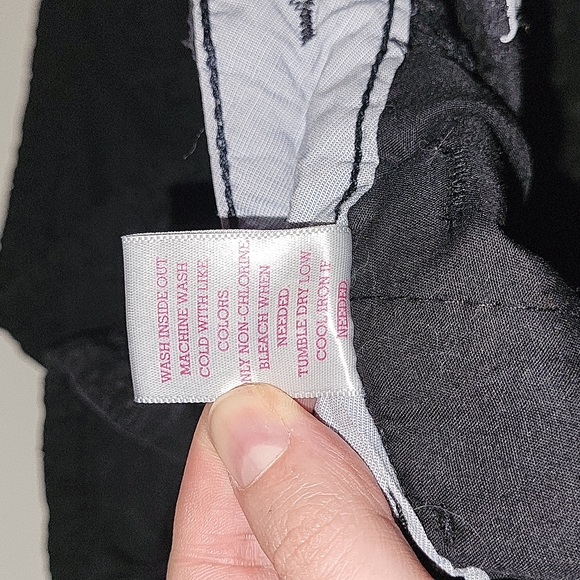 WASH INSIDE OUT
MACHINE WASH
COLD WITH LIKE
COLORS
ONLY NON-CHLORINE
BLEACH WHEN
NEEDED
TUMBLE DRY LOW
COOL IRON IF
NEEDED